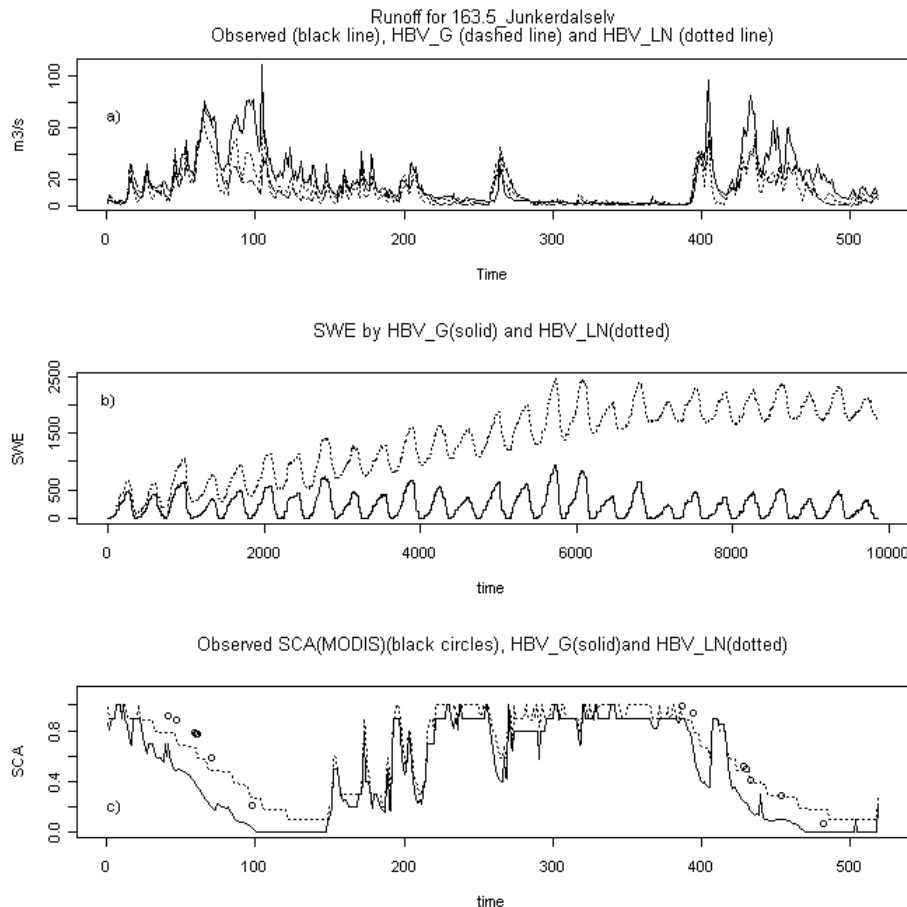 Runoff for 163.5_Junkerdalselv
Observed (black line), HBV_G (dashed line) and HBV_LN (dotted line)
a)
m3/s
0 20 60 100
0 100 200 300 400 500
Time
SWE by HBV_G(solid) and HBV_LN(dotted)
b)
SWE
0 500 1500 2500
0 2000 4000 6000 8000 10000
time
Observed SCA(MODIS)(black circles), HBV_G(solid)and HBV_LN(dotted)
SCA
0.0 0.4 0.8
c)
0 100 200 300 400 500
time